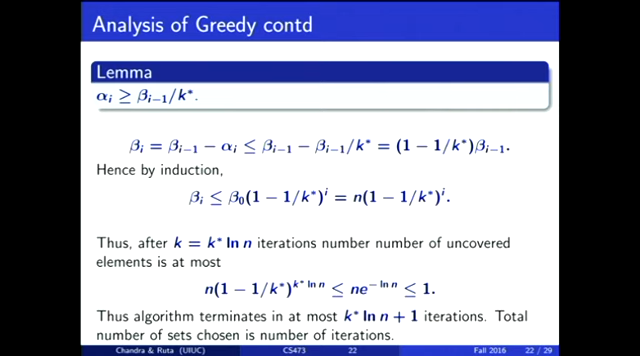 Analysis of Greedy contd
Lemma
αᵢ ≥ βᵢ₋₁/k*.
βᵢ = βᵢ₋₁ − αᵢ ≤ βᵢ₋₁ − βᵢ₋₁/k* = (1 − 1/k*)βᵢ₋₁.
Hence by induction,
βᵢ ≤ β₀(1 − 1/k*)ⁱ = n(1 − 1/k*)ⁱ.
Thus, after k = k* ln n iterations number number of uncovered
elements is at most
n(1 − 1/k*)^{k* ln n} ≤ ne^{− ln n} ≤ 1.
Thus algorithm terminates in at most k* ln n + 1 iterations. Total
number of sets chosen is number of iterations.
Chandra & Ruta (UIUC) CS473 22 Fall 2016 22 / 29